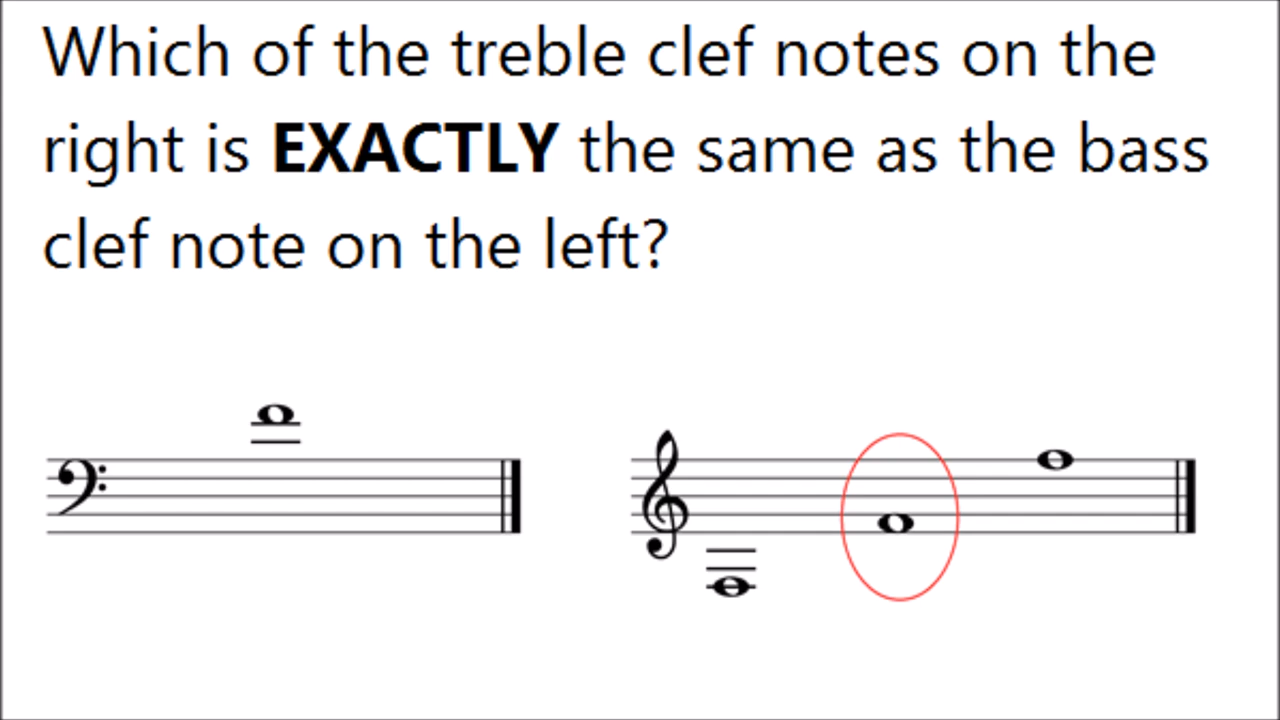 Which of the treble clef notes on the
right is EXACTLY the same as the bass
clef note on the left?